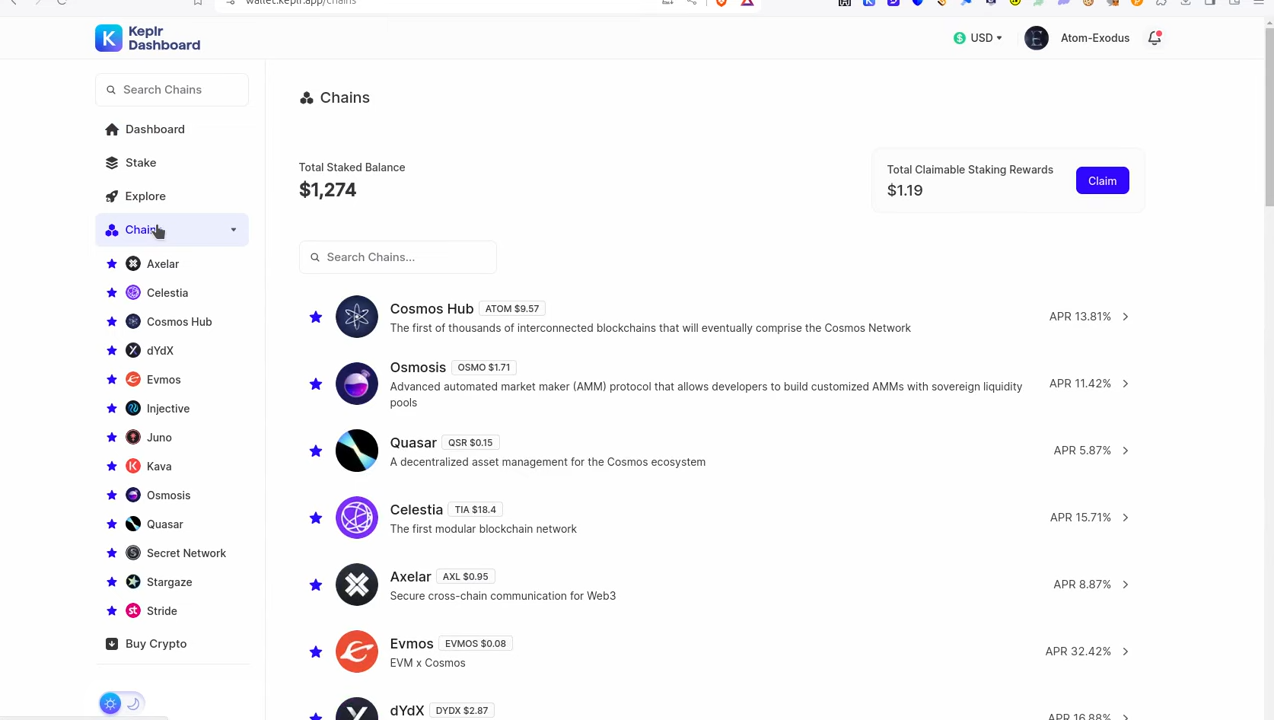 wallet.keplr.app/chains
Keplr
Dashboard
USD
Atom-Exodus
Search Chains
Dashboard
Stake
Explore
Chains
Axelar
Celestia
Cosmos Hub
dYdX
Evmos
Injective
Juno
Kava
Osmosis
Quasar
Secret Network
Stargaze
Stride
Buy Crypto
Chains
Total Staked Balance
$1,274
Total Claimable Staking Rewards
$1.19
Claim
Search Chains...
Cosmos Hub ATOM $9.57
The first of thousands of interconnected blockchains that will eventually comprise the Cosmos Network
APR 13.81%
Osmosis OSMO $1.71
Advanced automated market maker (AMM) protocol that allows developers to build customized AMMs with sovereign liquidity
pools
APR 11.42%
Quasar QSR $0.15
A decentralized asset management for the Cosmos ecosystem
APR 5.87%
Celestia TIA $18.4
The first modular blockchain network
APR 15.71%
Axelar AXL $0.95
Secure cross-chain communication for Web3
APR 8.87%
Evmos EVMOS $0.08
EVM x Cosmos
APR 32.42%
dYdX DYDX $2.87
APR 16.88%